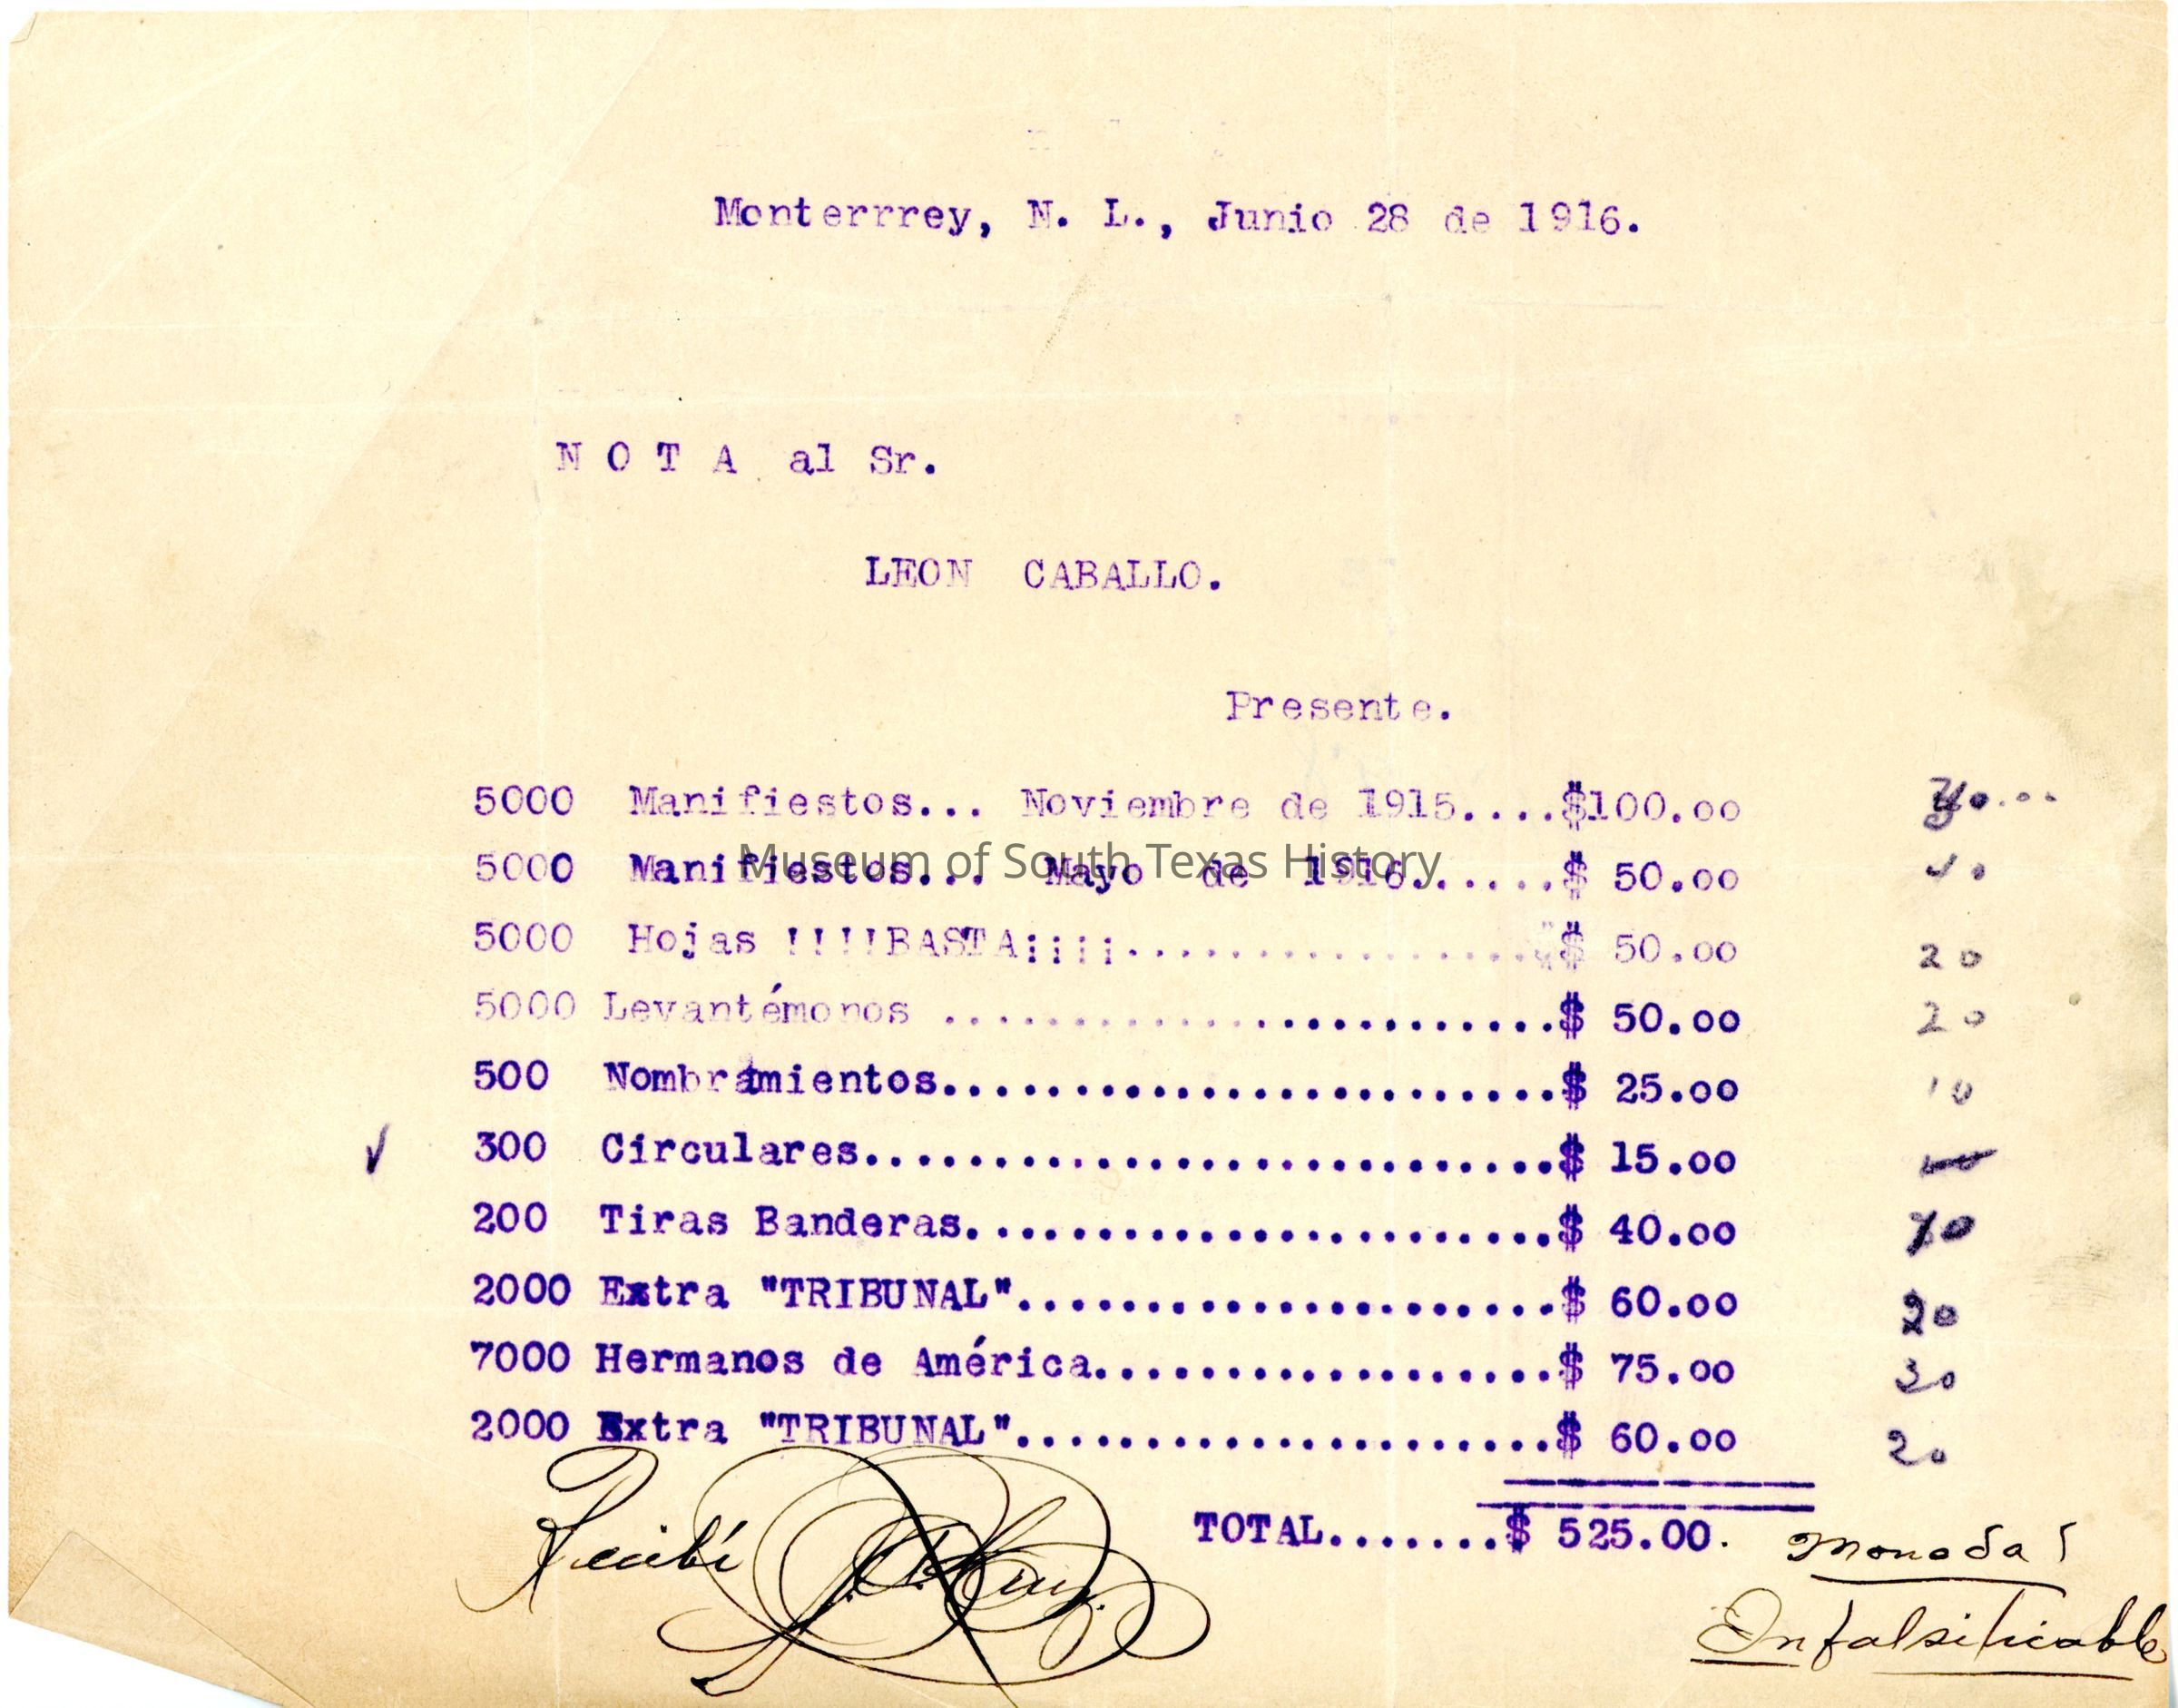 Monterrrey, N. L., Junio 28 de 1916.
N O T A al Sr.
LEON CABALLO.
Presente.
5000 Manifiestos... Noviembre de 1915....$100.00
5000 Manifiestos... Mayo de 1916......$ 50.00
Museum of South Texas History
5000 Hojas !!!!BASTA¡¡¡¡.................$ 50.00 20
5000 Levantémonos ........................$ 50.00 20
500 Nombramientos........................$ 25.00 10
300 Circulares...........................$ 15.00
200 Tiras Banderas.......................$ 40.00
2000 Extra "TRIBUNAL".....................$ 60.00 20
7000 Hermanos de América..................$ 75.00 30
2000 Extra "TRIBUNAL".....................$ 60.00 20
TOTAL.......$ 525.00.
Recibí
Moneda
Infalsificable